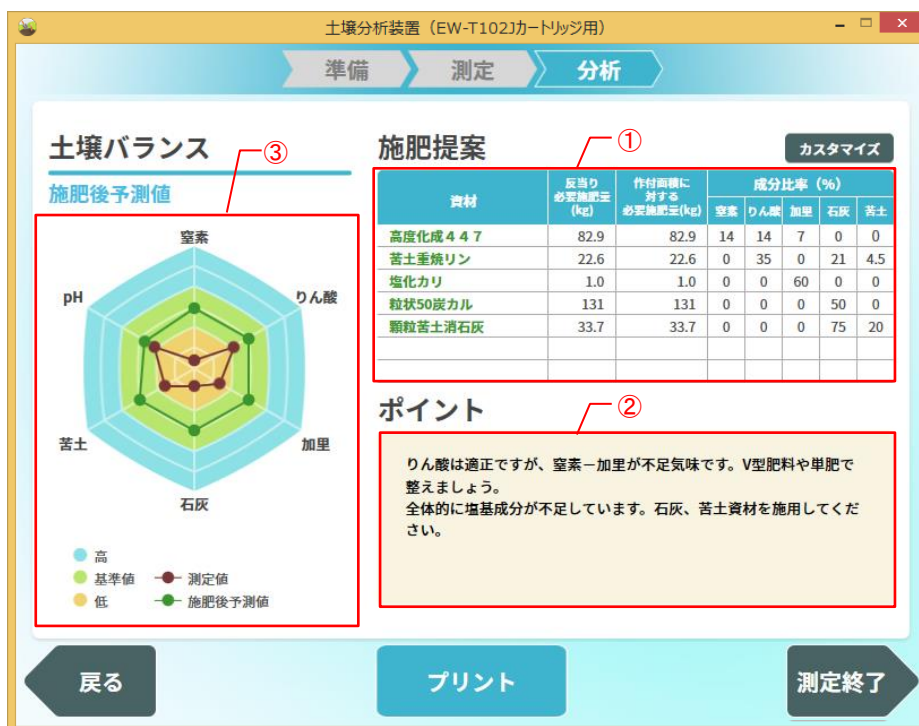 土壌分析装置（EW-T102Jカートリッジ用）
準備
測定
分析
土壌バランス
③
施肥後予測値
窒素
りん酸
加里
石灰
苦土
pH
高
基準値
低
測定値
施肥後予測値
施肥提案
①
カスタマイズ
資材 反当り必要施肥量(kg) 作付面積に対する必要施肥量(kg) 成分比率（%）
窒素 りん酸 加里 石灰 苦土
高度化成４４７ 82.9 82.9 14 14 7 0 0
苦土重焼リン 22.6 22.6 0 35 0 21 4.5
塩化カリ 1.0 1.0 0 0 60 0 0
粒状50炭カル 131 131 0 0 0 50 0
顆粒苦土消石灰 33.7 33.7 0 0 0 75 20
ポイント
②
りん酸は適正ですが、窒素－加里が不足気味です。V型肥料や単肥で
整えましょう。
全体的に塩基成分が不足しています。石灰、苦土資材を施用してくだ
さい。
戻る
プリント
測定終了